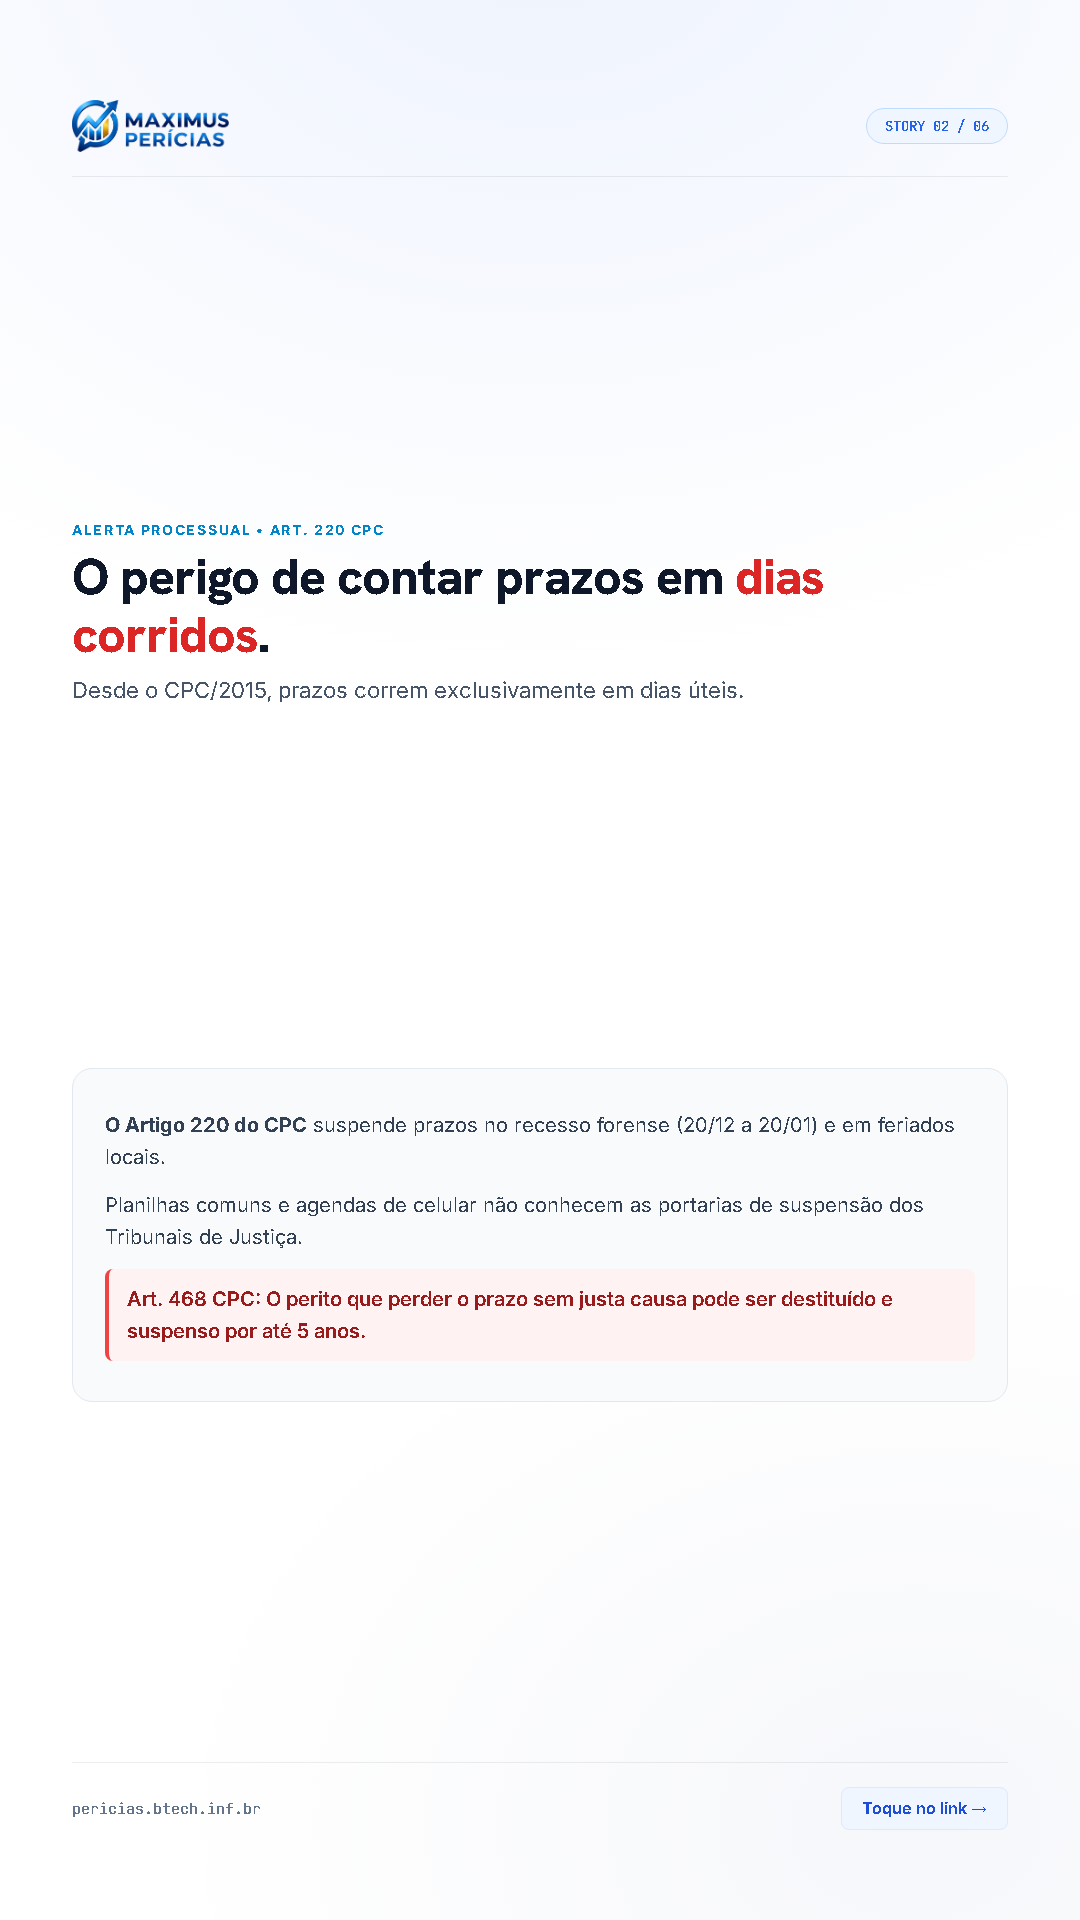 MAXIMUS
PERÍCIAS
STORY 02 / 06
ALERTA PROCESSUAL • ART. 220 CPC
O perigo de contar prazos em dias
corridos.
Desde o CPC/2015, prazos correm exclusivamente em dias úteis.
O Artigo 220 do CPC suspende prazos no recesso forense (20/12 a 20/01) e em feriados
locais.
Planilhas comuns e agendas de celular não conhecem as portarias de suspensão dos
Tribunais de Justiça.
Art. 468 CPC: O perito que perder o prazo sem justa causa pode ser destituído e
suspenso por até 5 anos.
pericias.btech.inf.br
Toque no link →